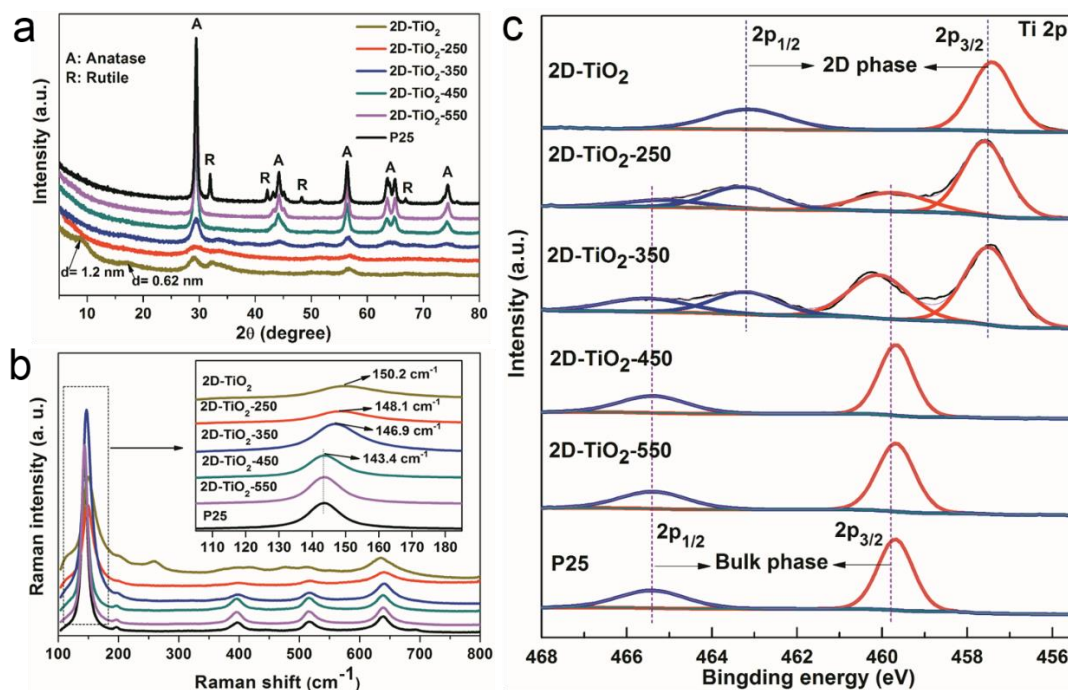 a
Intensity (a.u.)
A: Anatase
R: Rutile
A
R
R
A
R
A
A
R
A
2D-TiO2
2D-TiO2-250
2D-TiO2-350
2D-TiO2-450
2D-TiO2-550
P25
d= 1.2 nm
d= 0.62 nm
5 10 20 30 40 50 60 70 80
2θ (degree)
b
Raman intensity (a. u.)
2D-TiO2
150.2 cm-1
2D-TiO2-250
148.1 cm-1
2D-TiO2-350
146.9 cm-1
2D-TiO2-450
143.4 cm-1
2D-TiO2-550
P25
110 120 130 140 150 160 170 180
100 200 300 400 500 600 700 800
Raman shift (cm-1)
c
Intensity (a.u.)
Ti 2p
2p1/2
2p3/2
2D phase
2D-TiO2
2D-TiO2-250
2D-TiO2-350
2D-TiO2-450
2D-TiO2-550
2p1/2
2p3/2
Bulk phase
P25
468 466 464 462 460 458 456
Bingding energy (eV)